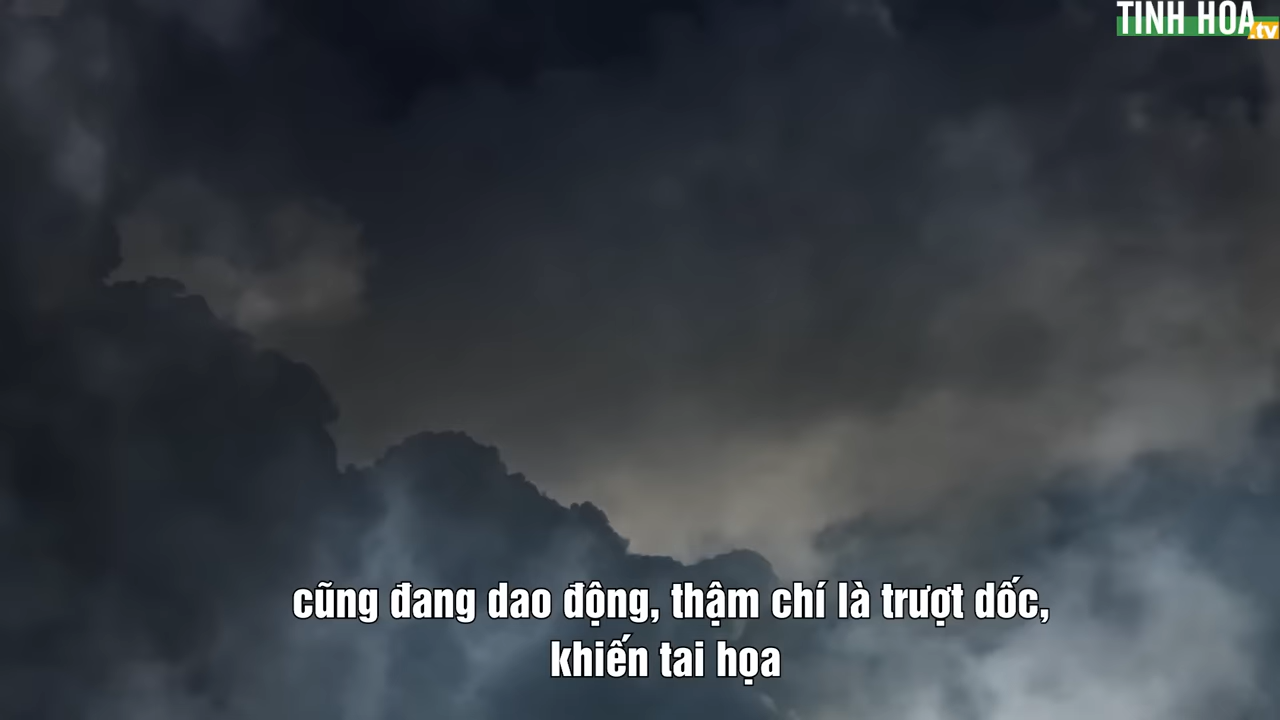 TINH HOA
.tv
cũng đang dao động, thậm chí là trượt dốc,
khiến tai họa